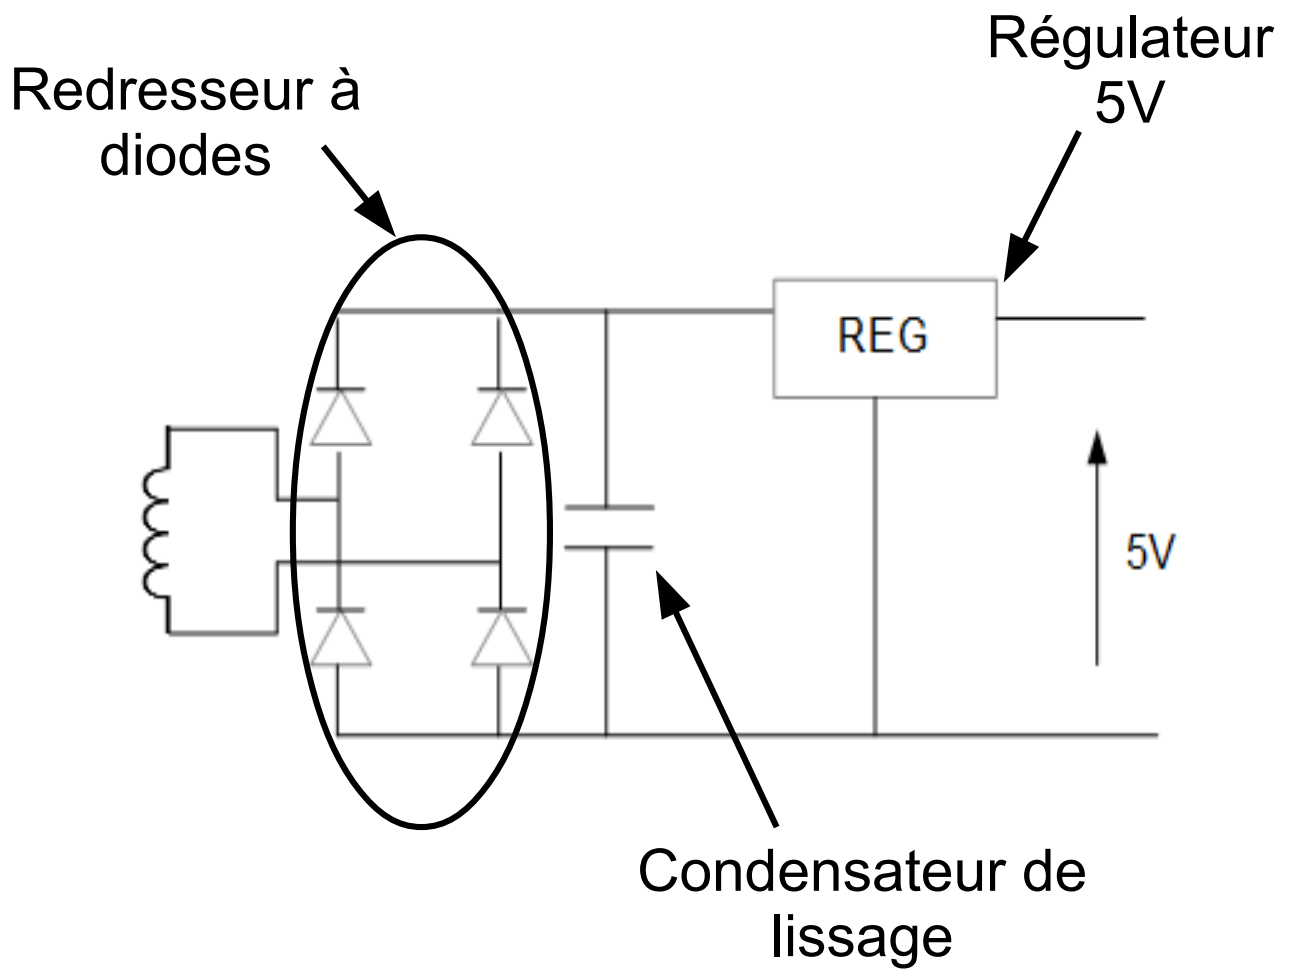 Régulateur
5V
Redresseur à
diodes
REG
5V
Condensateur de
lissage